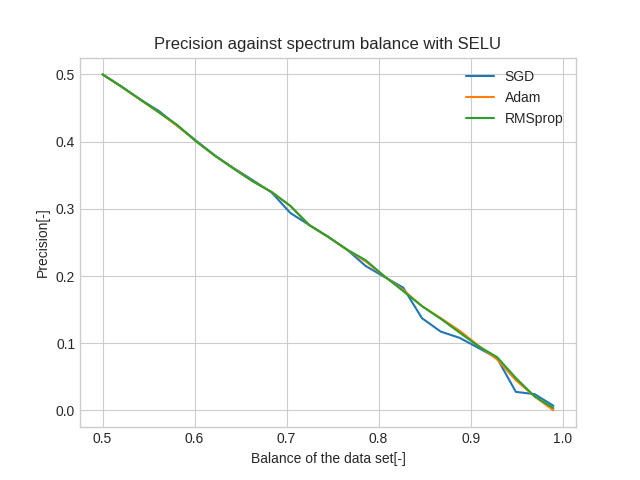 Precision against spectrum balance with SELU
SGD
Adam
RMSprop
Precision[-]
0.5
0.4
0.3
0.2
0.1
0.0
0.5 0.6 0.7 0.8 0.9 1.0
Balance of the data set[-]